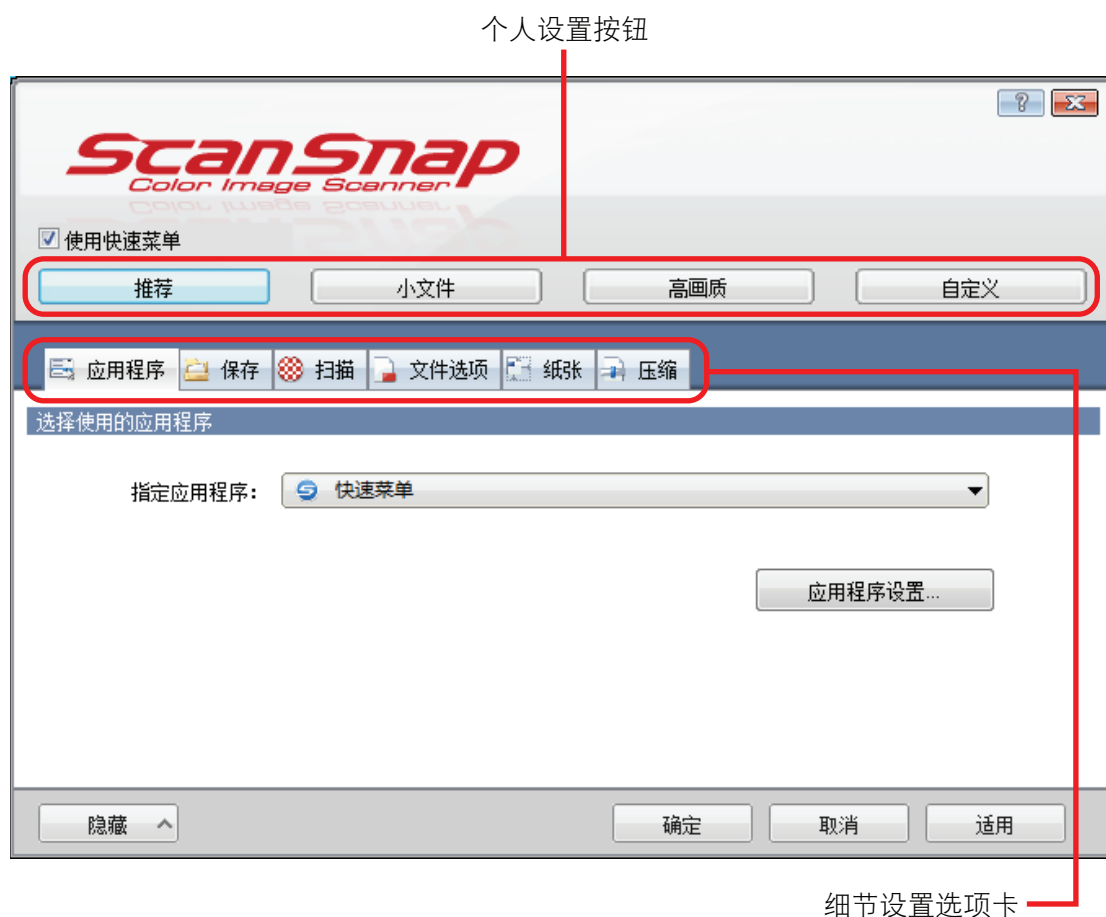 个人设置按钮
?
ScanSnap
Color Image Scanner
使用快速菜单
推荐 小文件 高画质 自定义
应用程序 保存 扫描 文件选项 纸张 压缩
选择使用的应用程序
指定应用程序： 快速菜单
应用程序设置...
隐藏 确定 取消 适用
细节设置选项卡